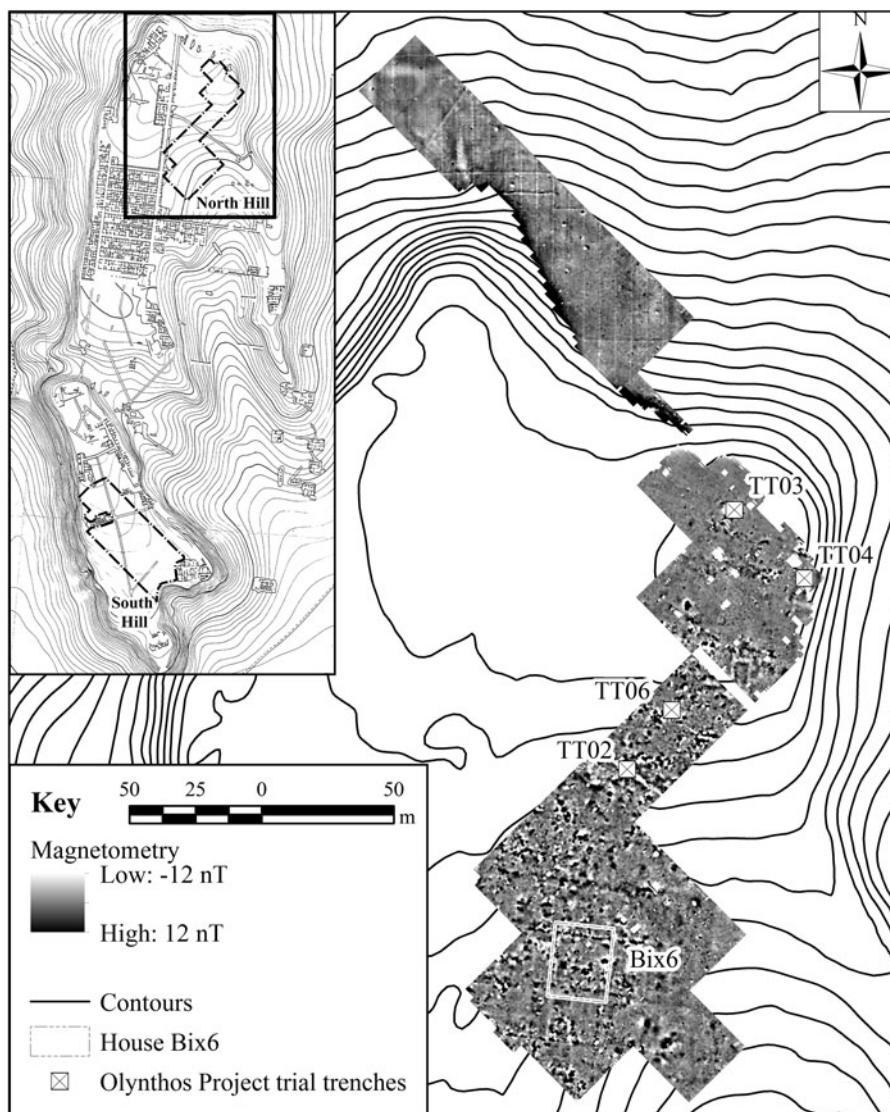 N
North Hill
South
Hill
TT03
TT04
TT06
TT02
Bix6
Key
50 25 0 50
m
Magnetometry
Low: -12 nT
High: 12 nT
Contours
House Bix6
Olynthos Project trial trenches